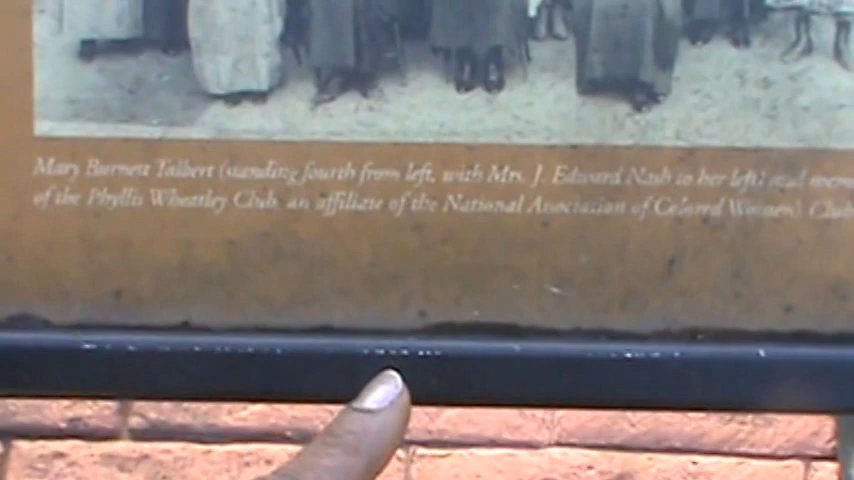 Mary Burnett Talbert (standing fourth from left, with Mrs. J. Edward Nash to her left) and
of the Phyllis Wheatley Club, an affiliate of the National Association of Colored Women's Club